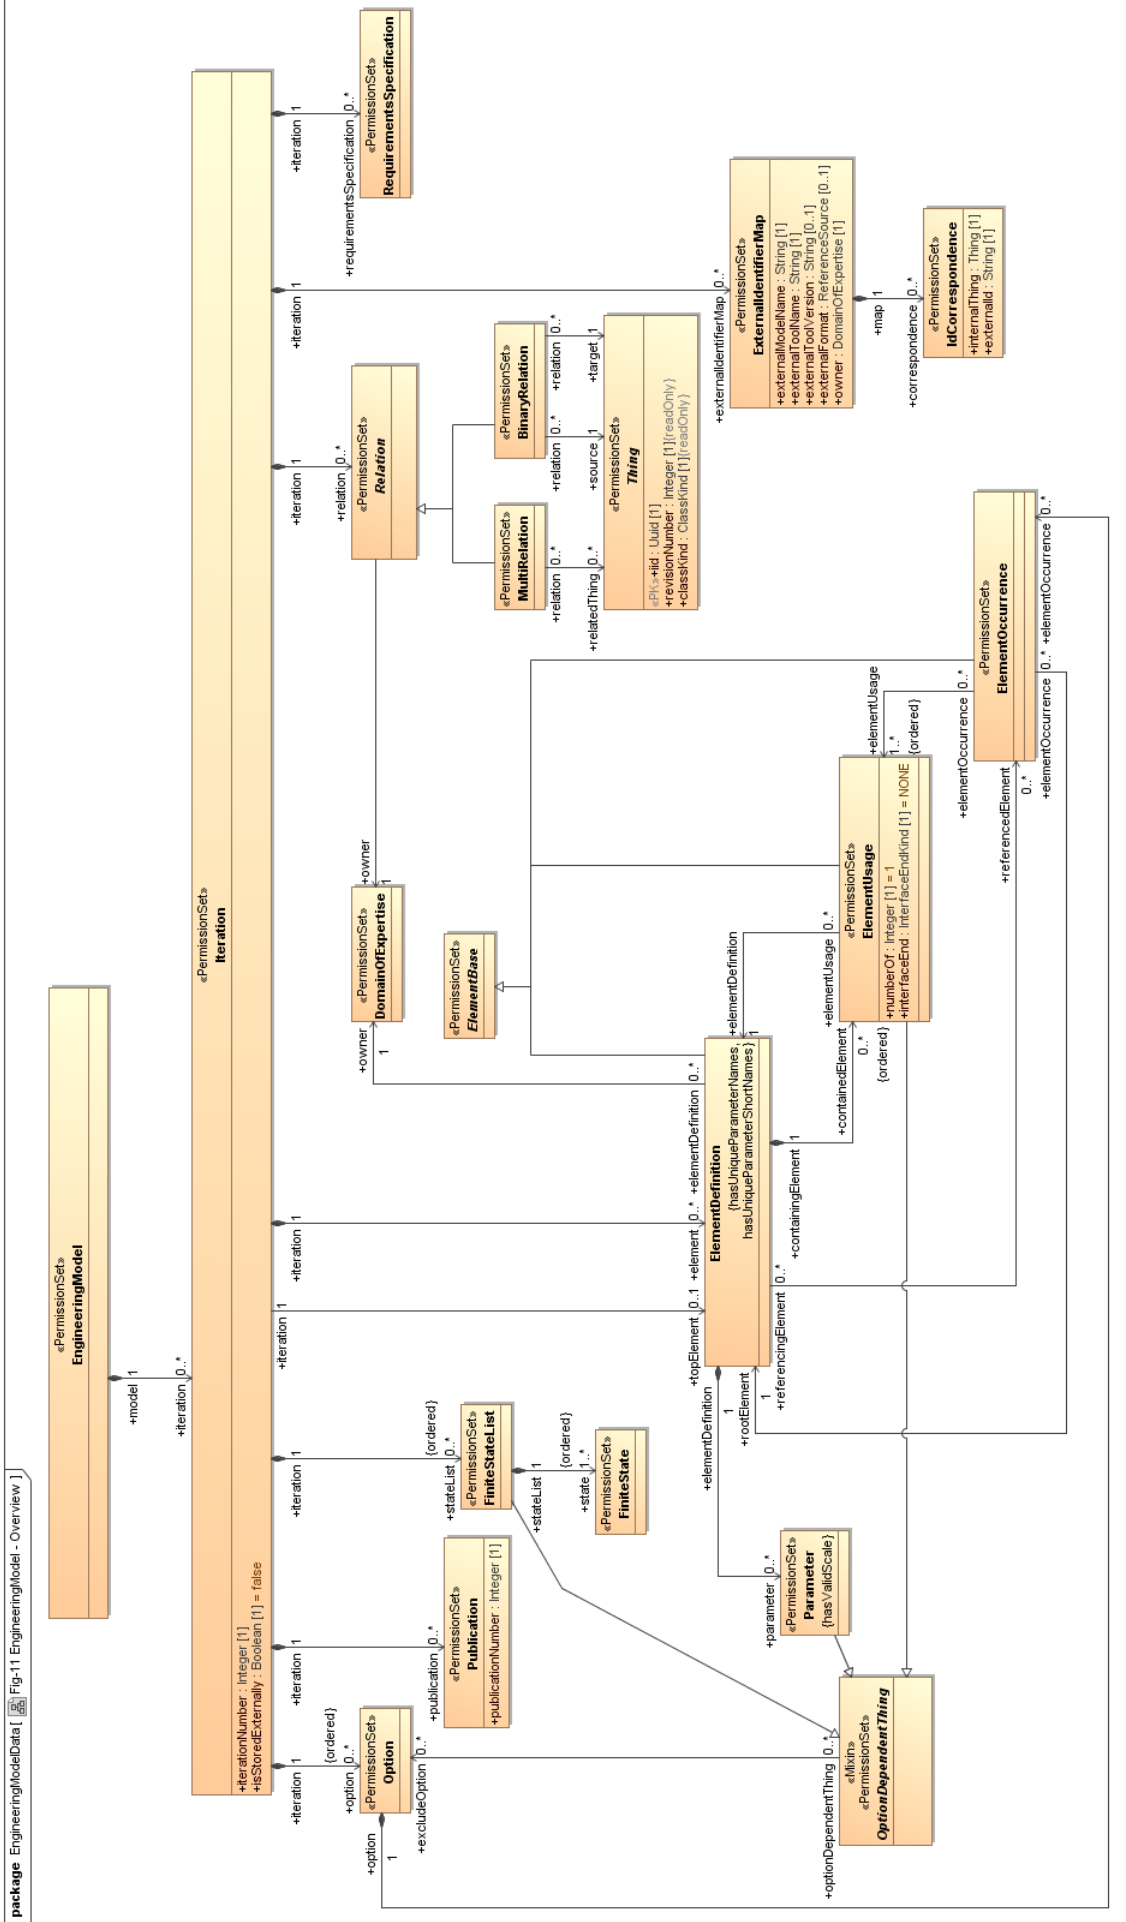 package EngineeringModelData [ Fig-11 EngineeringModel - Overview ]
«PermissionSet»
EngineeringModel
+model 1
+iteration 0..*
«PermissionSet»
Iteration
+iterationNumber : Integer [1]
+isStoredExternally : Boolean [1] = false
+iteration 1
{ordered}
+option 0..*
+iteration 1
+publication 0..*
+iteration 1
{ordered}
+stateList 0..*
+iteration 1
+topElement 0..1
+iteration 1
+element 0..*
+iteration 1
+relation 0..*
+iteration 1
+externalIdentifierMap 0..*
+iteration 1
+requirementsSpecification 0..*
«PermissionSet»
Option
+option
1
+excludeOption 0..*
«PermissionSet»
Publication
+publicationNumber : Integer [1]
«PermissionSet»
FiniteStateList
+stateList 1
{ordered}
+state 1..*
«PermissionSet»
FiniteState
«PermissionSet»
DomainOfExpertise
+owner
1
+owner
1
«PermissionSet»
ElementBase
«PermissionSet»
Relation
«PermissionSet»
RequirementsSpecification
«PermissionSet»
MultiRelation
+relation 0..*
+relatedThing 0..*
«PermissionSet»
BinaryRelation
+relation 0..*
+source 1
+relation 0..*
+target 1
«PermissionSet»
Thing
«PK»+iid : Uuid [1]
+revisionNumber : Integer [1]{readOnly}
+classKind : ClassKind [1]{readOnly}
«PermissionSet»
ExternalIdentifierMap
+externalModelName : String [1]
+externalToolName : String [1]
+externalToolVersion : String [0..1]
+externalFormat : ReferenceSource [0..1]
+owner : DomainOfExpertise [1]
+map 1
+correspondence 0..*
«PermissionSet»
IdCorrespondence
+internalThing : Thing [1]
+externalId : String [1]
+elementDefinition 0..*
ElementDefinition
{hasUniqueParameterNames,
hasUniqueParameterShortNames}
+elementDefinition
1
+rootElement
1
+referencingElement 0..*
+containingElement 1
+elementDefinition
1
+elementUsage 0..*
+containedElement
0..*
{ordered}
«PermissionSet»
ElementUsage
+numberOf : Integer [1] = 1
+interfaceEnd : InterfaceEndKind [1] = NONE
+elementUsage
1..*
{ordered}
+elementOccurrence 0..*
«PermissionSet»
ElementOccurrence
+referencedElement
0..*
+elementOccurrence 0..*
+elementOccurrence 0..*
+parameter 0..*
«PermissionSet»
Parameter
{hasValidScale}
+optionDependentThing 0..*
«Mixin»
«PermissionSet»
OptionDependentThing